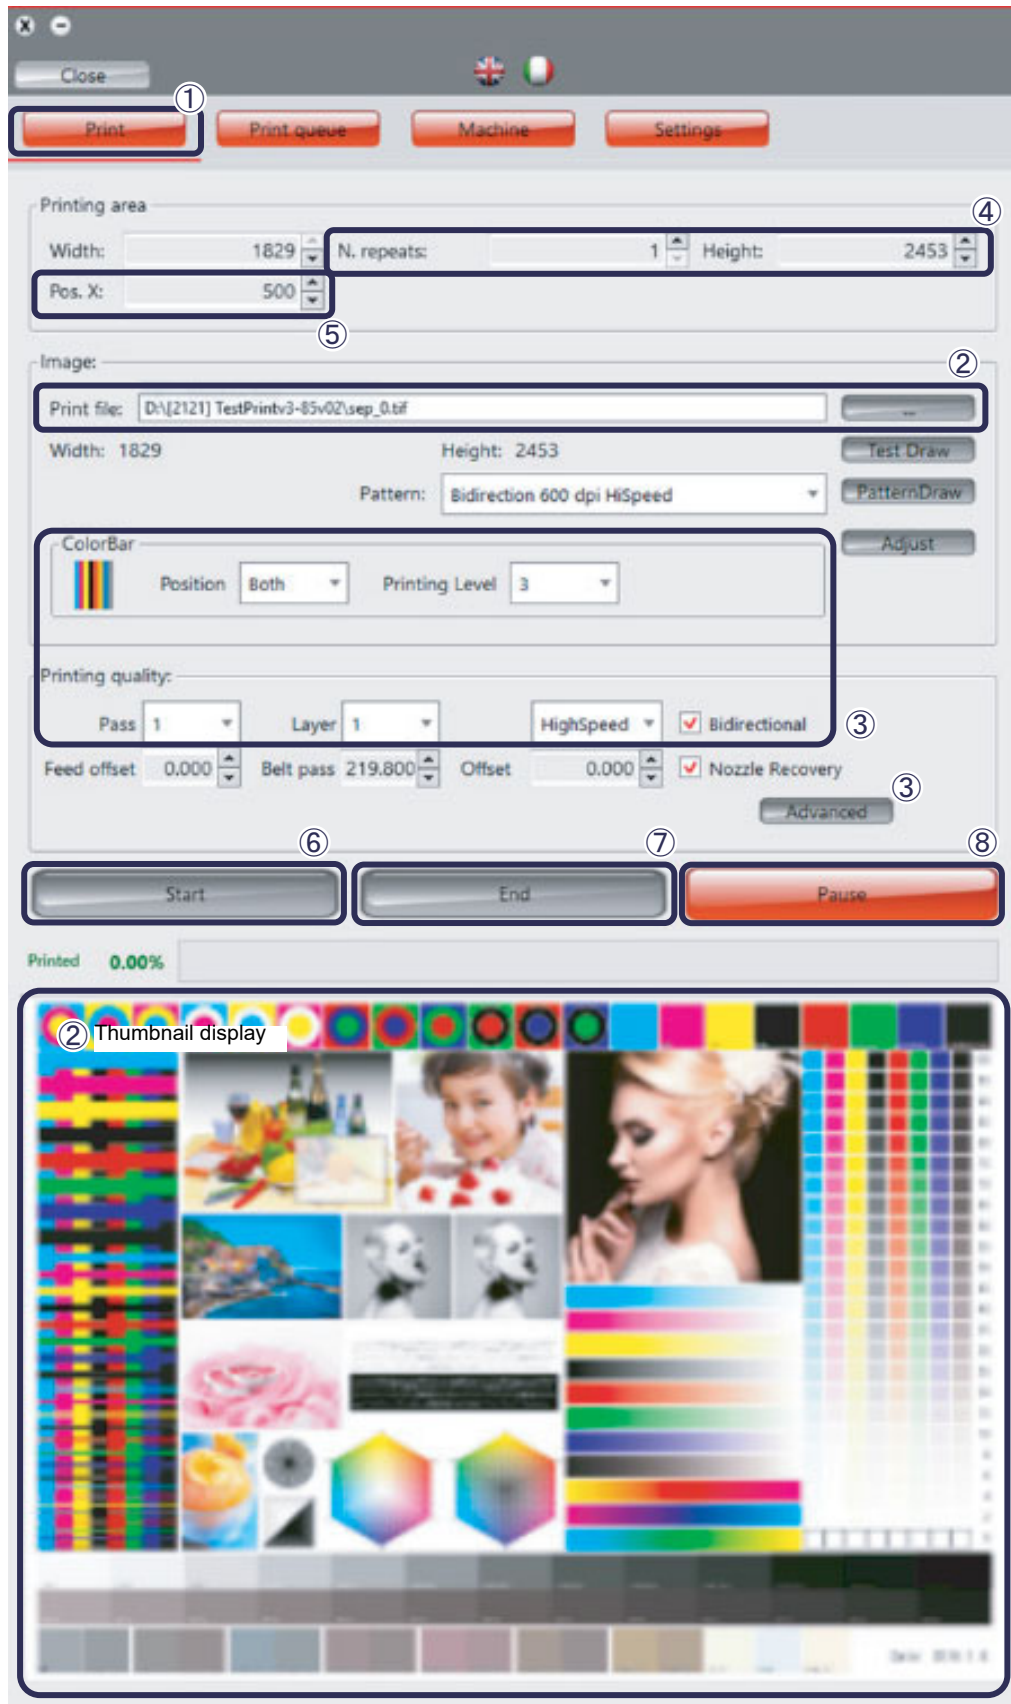 Close
①
Print Print queue Machine Settings
Printing area
④
Width: 1829 N. repeats: 1 Height: 2453
Pos. X: 500
⑤
Image:
②
Print file: D:\[2121] TestPrintv3-85v02\sep_0.tif ...
Width: 1829 Height: 2453 Test Draw
Pattern: Bidirection 600 dpi HiSpeed PatternDraw
ColorBar Adjust
Position Both Printing Level 3
Printing quality:
Pass 1 Layer 1 HighSpeed Bidirectional ③
Feed offset 0.000 Belt pass 219.800 Offset 0.000 Nozzle Recovery
③
Advanced
⑥ ⑦ ⑧
Start End Pause
Printed 0.00%
② Thumbnail display